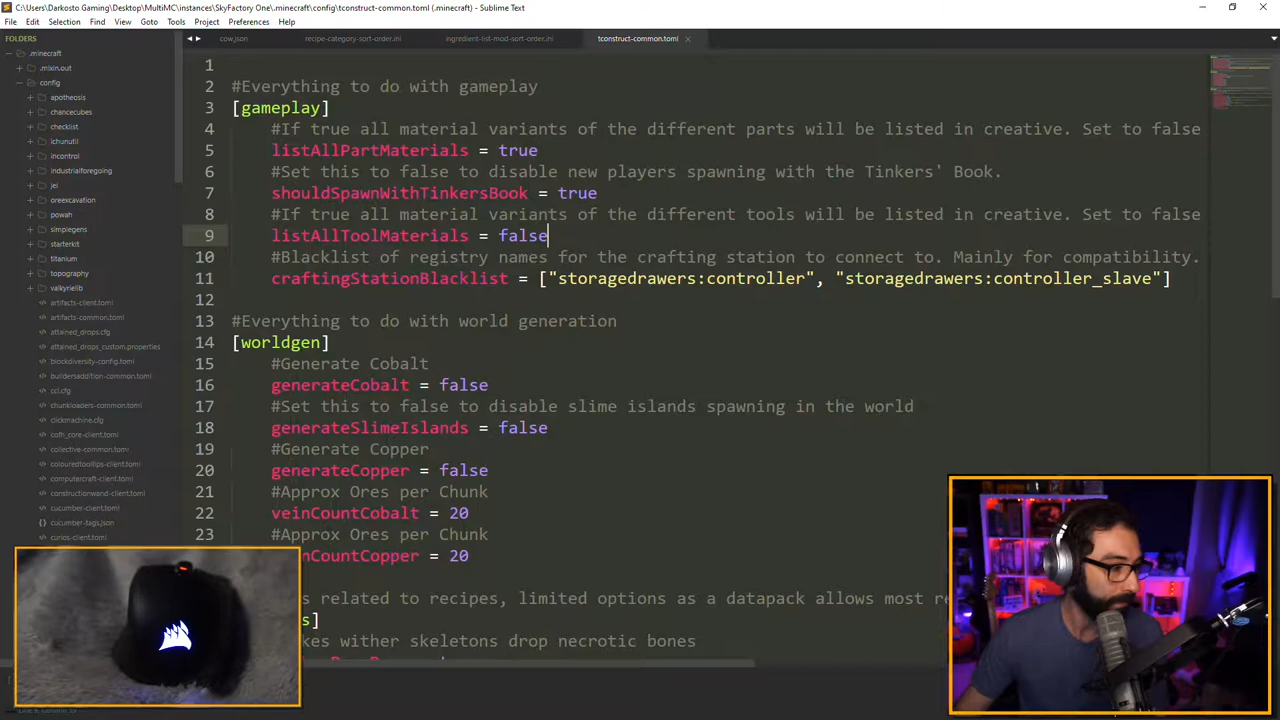 C:\Users\Darkosto Gaming\Desktop\MultiMC\instances\SkyFactory One\.minecraft\config\tconstruct-common.toml (.minecraft) - Sublime Text
File Edit Selection Find View Goto Tools Project Preferences Help
FOLDERS
.minecraft
.mixin.out
config
apotheosis
chancecubes
checklist
ichunutil
incontrol
industrialforegoing
jei
oreexcavation
powah
simplegens
starterkit
titanium
topography
valkyrielib
artifacts-client.toml
artifacts-common.toml
attained_drops.cfg
attained_drops_custom.properties
blockdiversity-config.toml
buildersaddition-common.toml
ccl.cfg
chunkloaders-common.toml
clickmachine.cfg
cofh_core-client.toml
collective-common.toml
colouredtooltips-client.toml
computercraft-client.toml
constructionwand-client.toml
cucumber-client.toml
cucumber-tags.json
curios-client.toml
cow.json recipe-category-sort-order.ini ingredient-list-mod-sort-order.ini tconstruct-common.toml
1
2 #Everything to do with gameplay
3 [gameplay]
4 #If true all material variants of the different parts will be listed in creative. Set to false
5 listAllPartMaterials = true
6 #Set this to false to disable new players spawning with the Tinkers' Book.
7 shouldSpawnWithTinkersBook = true
8 #If true all material variants of the different tools will be listed in creative. Set to false
9 listAllToolMaterials = false
10 #Blacklist of registry names for the crafting station to connect to. Mainly for compatibility.
11 craftingStationBlacklist = ["storagedrawers:controller", "storagedrawers:controller_slave"]
12
13 #Everything to do with world generation
14 [worldgen]
15 #Generate Cobalt
16 generateCobalt = false
17 #Set this to false to disable slime islands spawning in the world
18 generateSlimeIslands = false
19 #Generate Copper
20 generateCopper = false
21 #Approx Ores per Chunk
22 veinCountCobalt = 20
23 #Approx Ores per Chunk
nCountCopper = 20
s related to recipes, limited options as a datapack allows most re
s]
kes wither skeletons drop necrotic bones